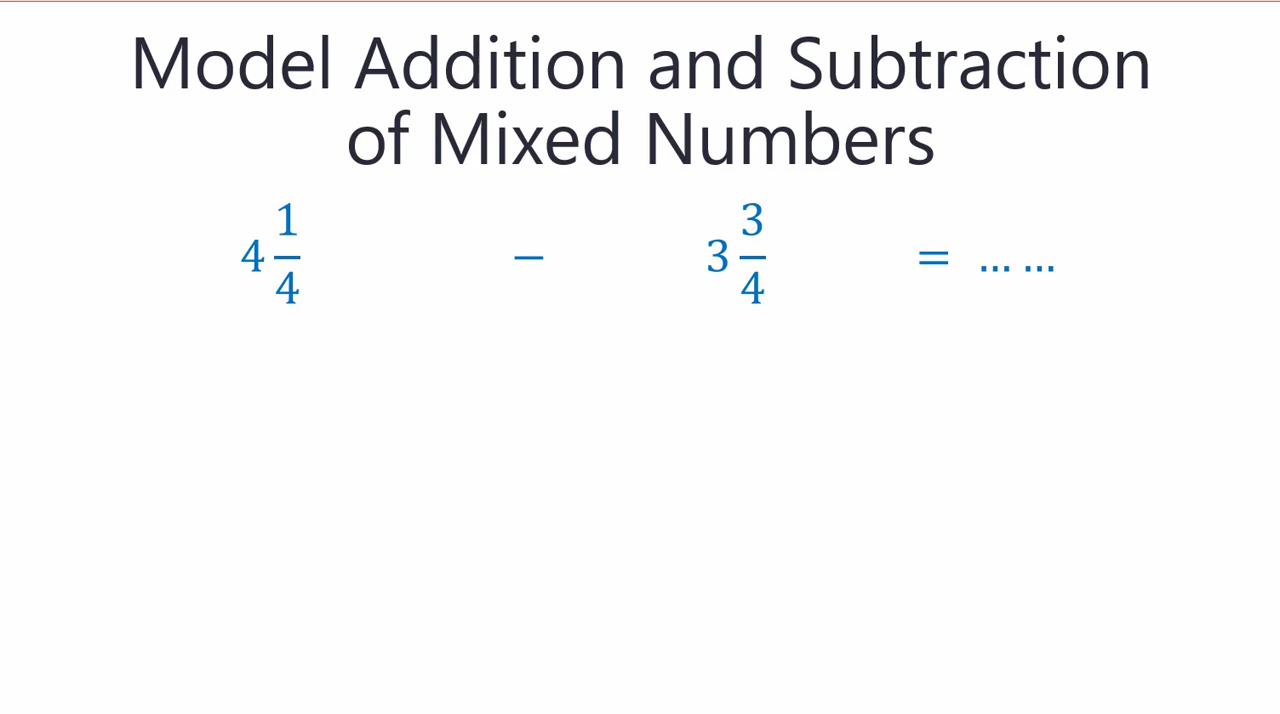 Model Addition and Subtraction
of Mixed Numbers
4 1/4 − 3 3/4 = ... ...